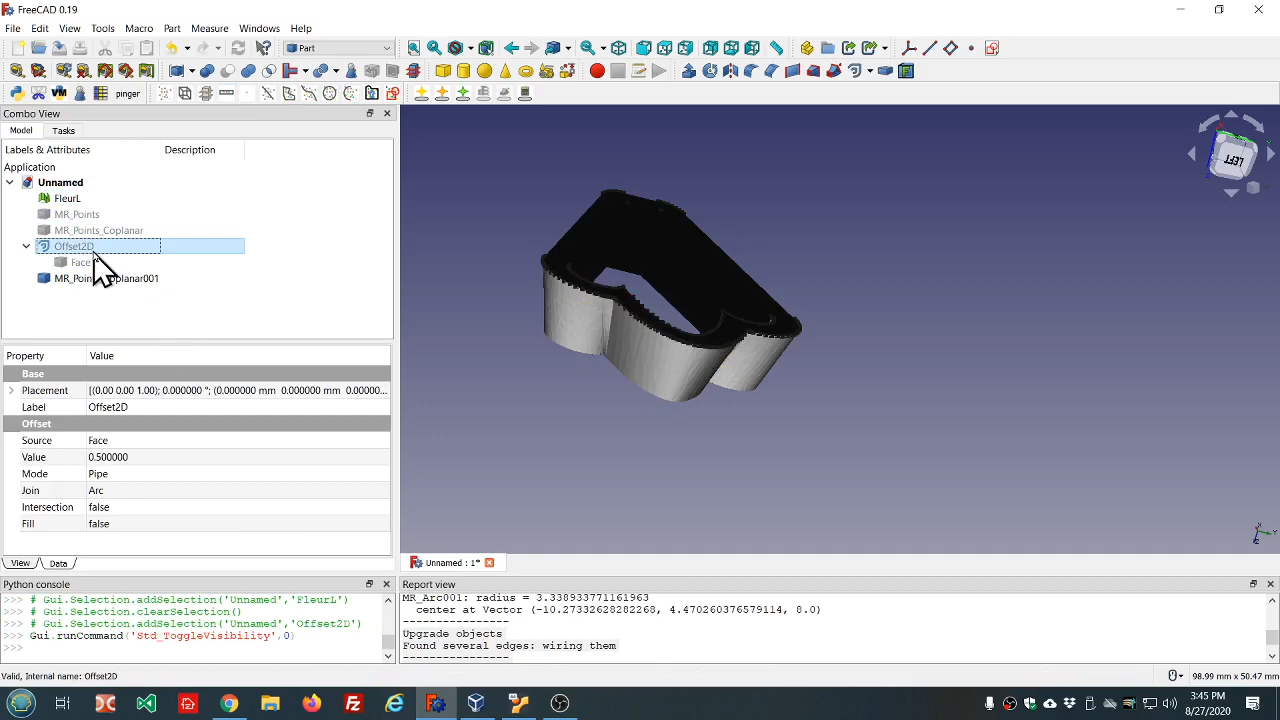 FreeCAD 0.19
File Edit View Tools Macro Part Measure Windows Help
Part
pinger
Combo View
Model Tasks
Labels & Attributes Description
Application
Unnamed
FleurL
MR_Points
MR_Points_Coplanar
Offset2D
Face
MR_Poin oplanar001
LEFT
Property Value
Base
Placement [(0.00 0.00 1.00); 0.000000 °; (0.000000 mm 0.000000 mm 0.00000...
Label Offset2D
Offset
Source Face
Value 0.500000
Mode Pipe
Join Arc
Intersection false
Fill false
View Data
Unnamed : 1*
Python console
>>> # Gui.Selection.addSelection('Unnamed','FleurL')
>>> # Gui.Selection.clearSelection()
>>> # Gui.Selection.addSelection('Unnamed','Offset2D')
>>> Gui.runCommand('Std_ToggleVisibility',0)
>>>
Report view
MR_Arc001: radius = 3.338933771161963
center at Vector (-10.27332628282268, 4.470260376579114, 8.0)
----------------
Upgrade objects
Found several edges: wiring them
----------------
Valid, Internal name: Offset2D
98.99 mm x 50.47 mm
3:45 PM
8/27/2020